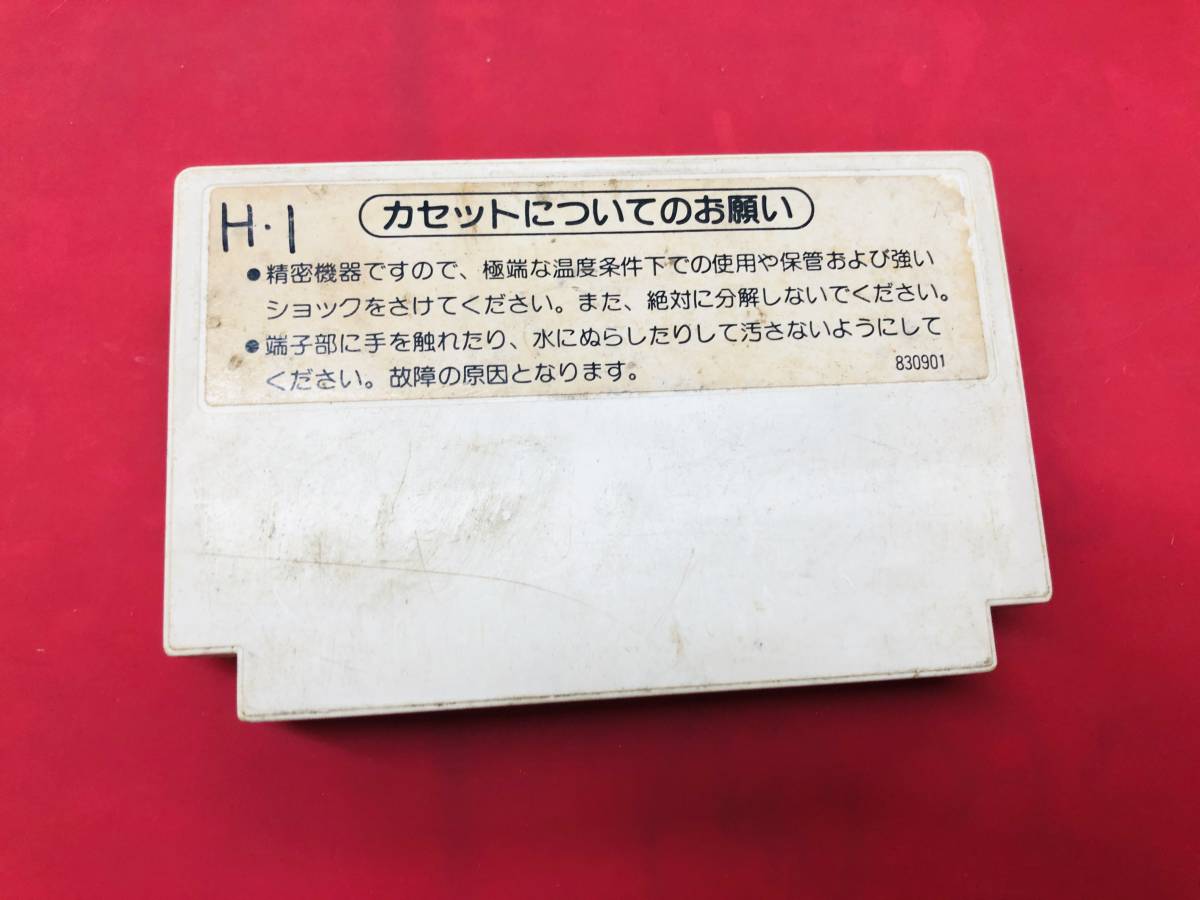 H・1
カセットについてのお願い
●精密機器ですので、極端な温度条件下での使用や保管および強い
ショックをさけてください。また、絶対に分解しないでください。
●端子部に手を触れたり、水にぬらしたりして汚さないようにして
ください。故障の原因となります。
830901